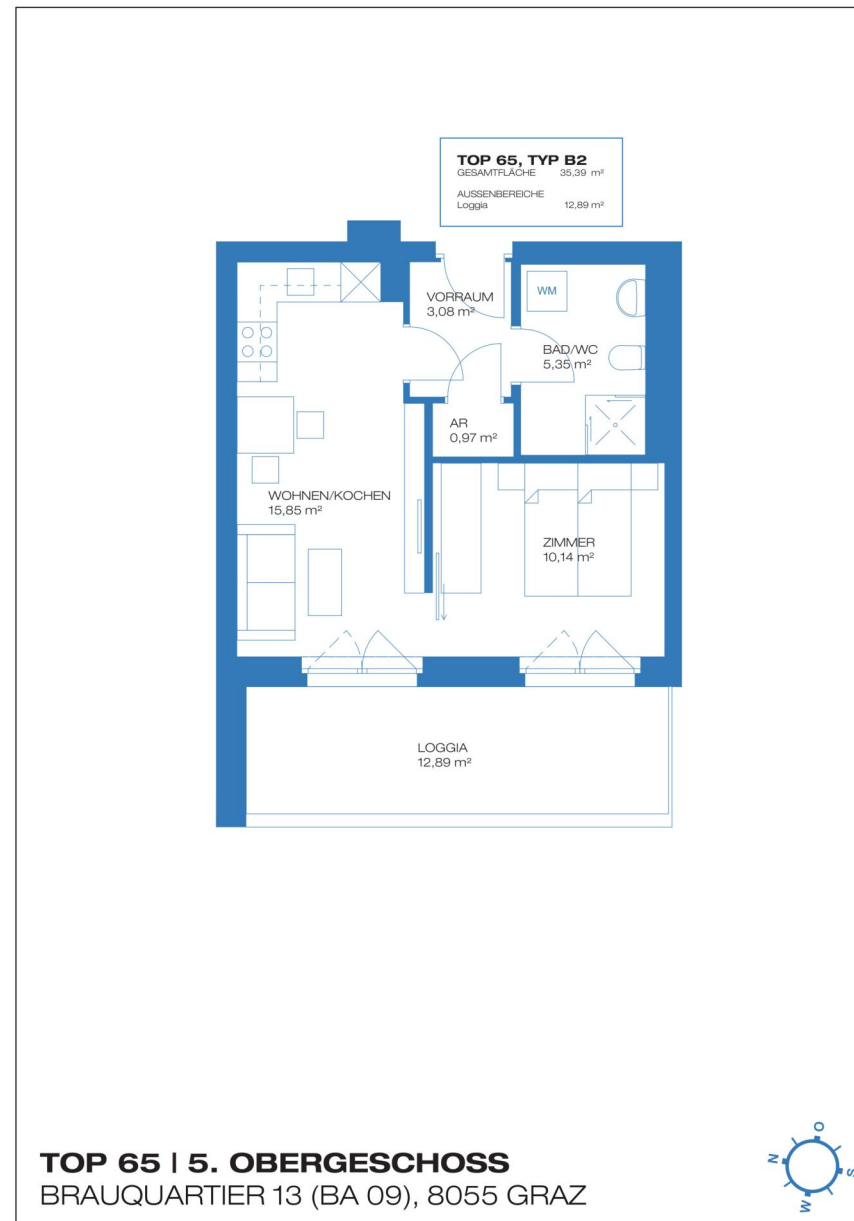 TOP 65, TYP B2
GESAMTFLÄCHE 35,39 m²
AUSSENBEREICHE
Loggia 12,89 m²
VORRAUM
3,08 m²
WM
BAD/WC
5,35 m²
AR
0,97 m²
WOHNEN/KOCHEN
15,85 m²
ZIMMER
10,14 m²
LOGGIA
12,89 m²
TOP 65 | 5. OBERGESCHOSS
BRAUQUARTIER 13 (BA 09), 8055 GRAZ
O
N
S
W